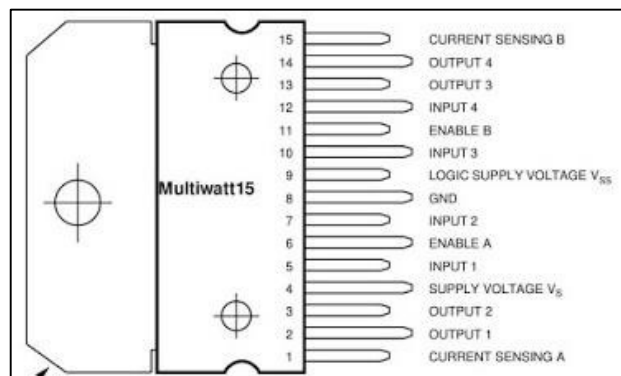 15 CURRENT SENSING B
14 OUTPUT 4
13 OUTPUT 3
12 INPUT 4
11 ENABLE B
10 INPUT 3
9 LOGIC SUPPLY VOLTAGE VSS
Multiwatt15
8 GND
7 INPUT 2
6 ENABLE A
5 INPUT 1
4 SUPPLY VOLTAGE VS
3 OUTPUT 2
2 OUTPUT 1
1 CURRENT SENSING A